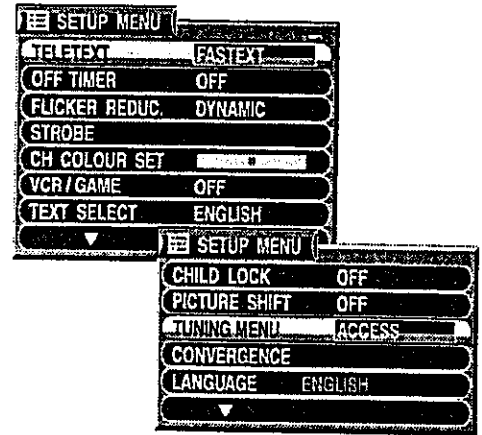 SETUP MENU
TELETEXT FASTEXT
OFF TIMER OFF
FLICKER REDUC. DYNAMIC
STROBE
CH COLOUR SET
VCR / GAME OFF
TEXT SELECT ENGLISH
SETUP MENU
CHILD LOCK OFF
PICTURE SHIFT OFF
TUNING MENU ACCESS
CONVERGENCE
LANGUAGE ENGLISH